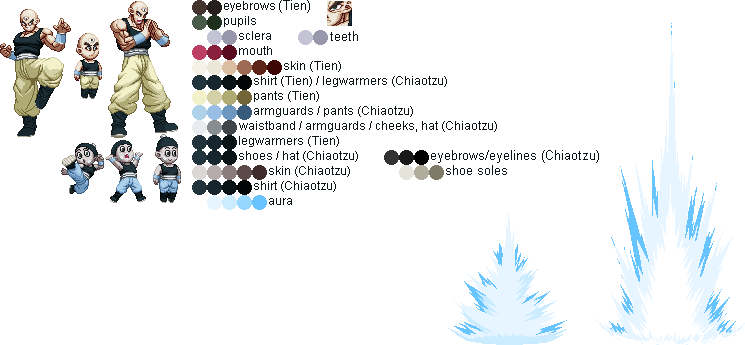 eyebrows (Tien)
pupils
sclera
teeth
mouth
skin (Tien)
shirt (Tien) / legwarmers (Chiaotzu)
pants (Tien)
armguards / pants (Chiaotzu)
waistband / armguards / cheeks, hat (Chiaotzu)
legwarmers (Tien)
shoes / hat (Chiaotzu)
eyebrows/eyelines (Chiaotzu)
skin (Chiaotzu)
shoe soles
shirt (Chiaotzu)
aura